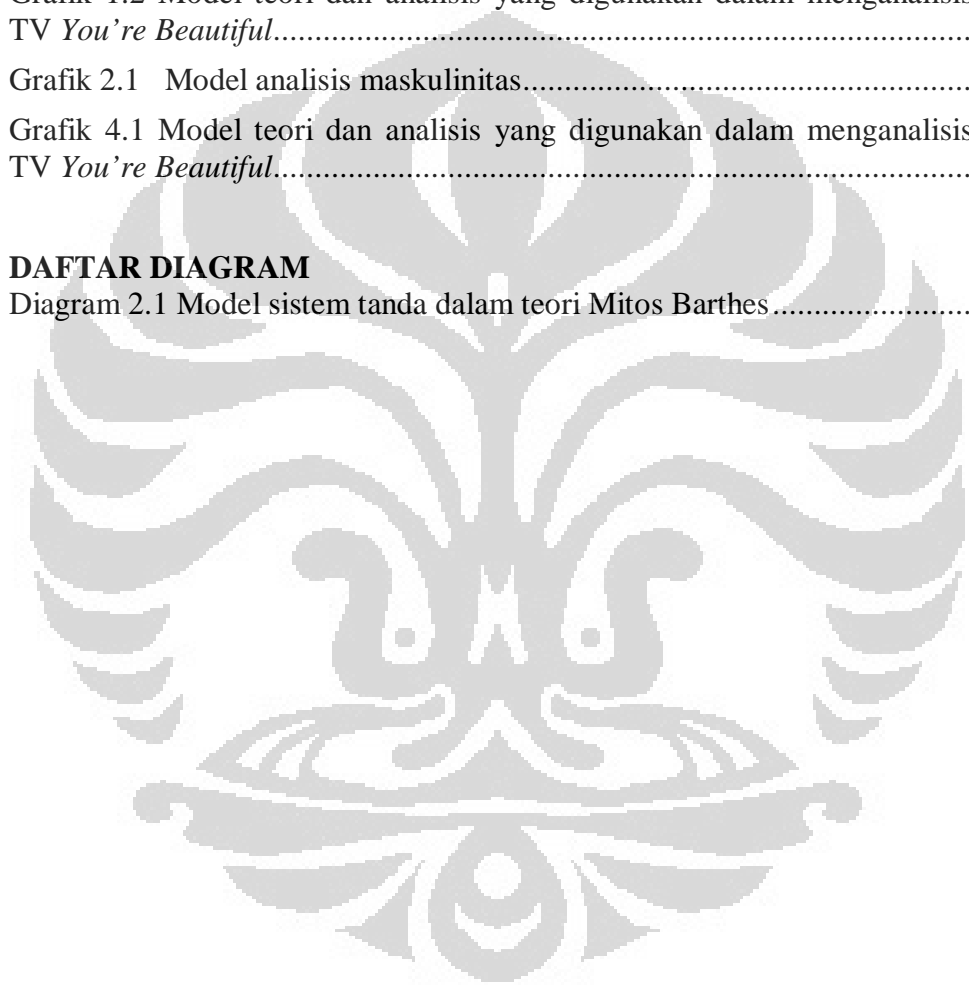 Grafik 1.2 Model teori dan analisis yang digunakan dalam menganalisis
TV You’re Beautiful..........................................................................................
Grafik 2.1 Model analisis maskulinitas.......................................................
Grafik 4.1 Model teori dan analisis yang digunakan dalam menganalisis
TV You’re Beautiful..........................................................................................
DAFTAR DIAGRAM
Diagram 2.1 Model sistem tanda dalam teori Mitos Barthes........................